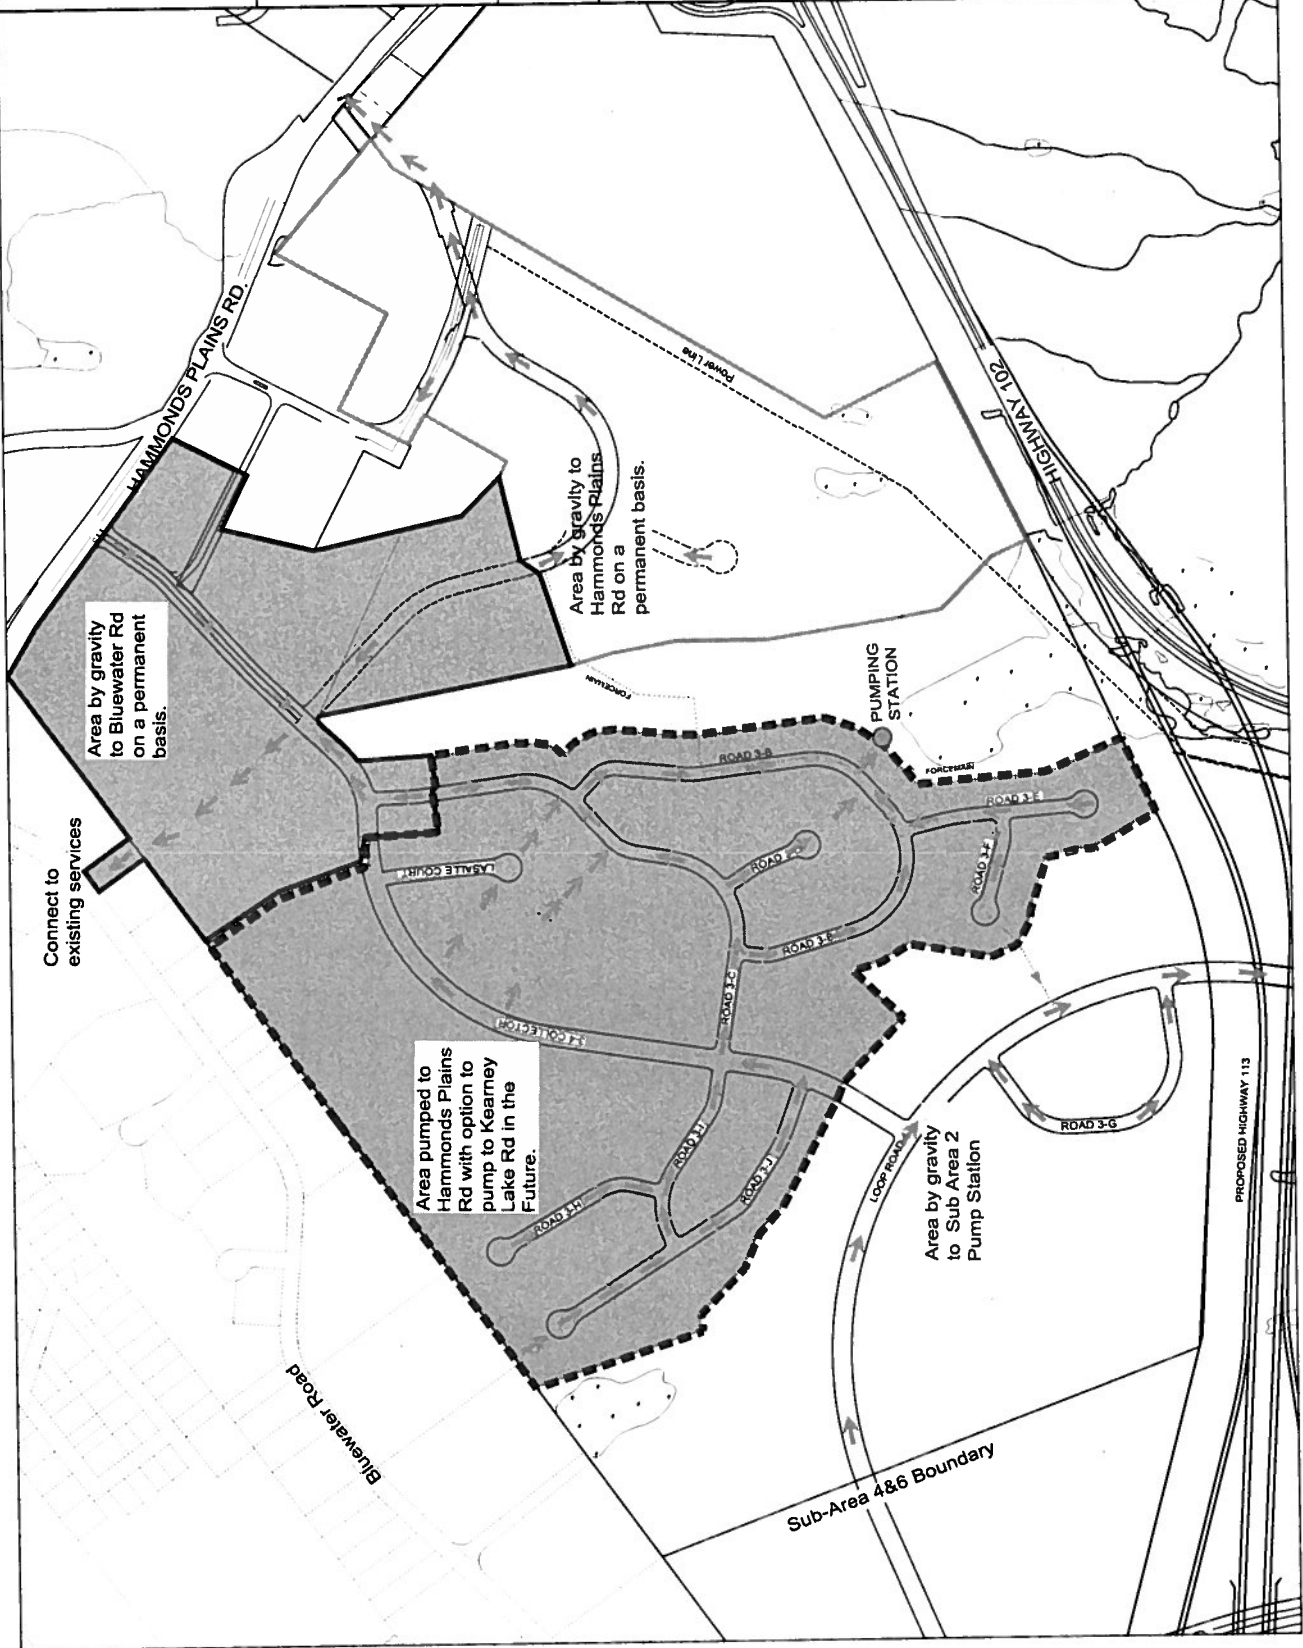 HAMMONDS PLAINS RD.
Area by gravity
to Bluewater Rd
on a permanent
basis.
Connect to
existing services
Power Line
HIGHWAY 102
Area by gravity to
Hammonds Plains
Rd on a
permanent basis.
FORCEMAIN
PUMPING
STATION
FORCEMAIN
ROAD 3-B
ROAD 3-E
ROAD 3-F
LASALLE COURT
ROAD
ROAD 3-B
ROAD 3-C
3-4 COLLECTOR
Area pumped to
Hammonds Plains
Rd with option to
pump to Kearney
Lake Rd in the
Future.
ROAD 3-I
ROAD 3-J
ROAD 3-H
LOOP ROAD
ROAD 3-G
Area by gravity
to Sub Area 2
Pump Station
PROPOSED HIGHWAY 113
Bluewater Road
Sub-Area 4&6 Boundary